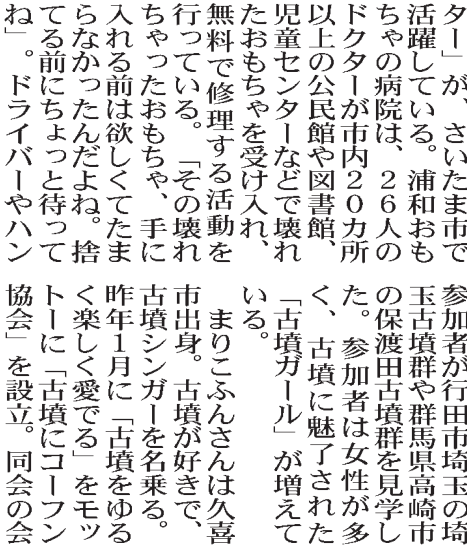 ター」が、さいたま市で
活躍している。浦和おも
ちゃの病院は、26人の
ドクターが市内20カ所
以上の公民館や図書館、
児童センターなどで壊れ
たおもちゃを受け入れ、
無料で修理する活動を
行っている。「その壊れ
ちゃったおもちゃ、手に
入れる前は欲しくてたま
らなかったんだよね。捨
てる前にちょっと待って
ね」。ドライバーやハン
参加者が行田市埼玉の埼
玉古墳群や群馬県高崎市
の保渡田古墳群を見学し
た。参加者は女性が多
く、古墳に魅了された
「古墳ガール」が増えて
いる。
まりこふんさんは久喜
市出身。古墳が好きで、
古墳シンガーを名乗る。
昨年1月に「古墳をゆる
く楽しく愛でる」をモッ
トーに「古墳にコーフン
協会」を設立。同会の会